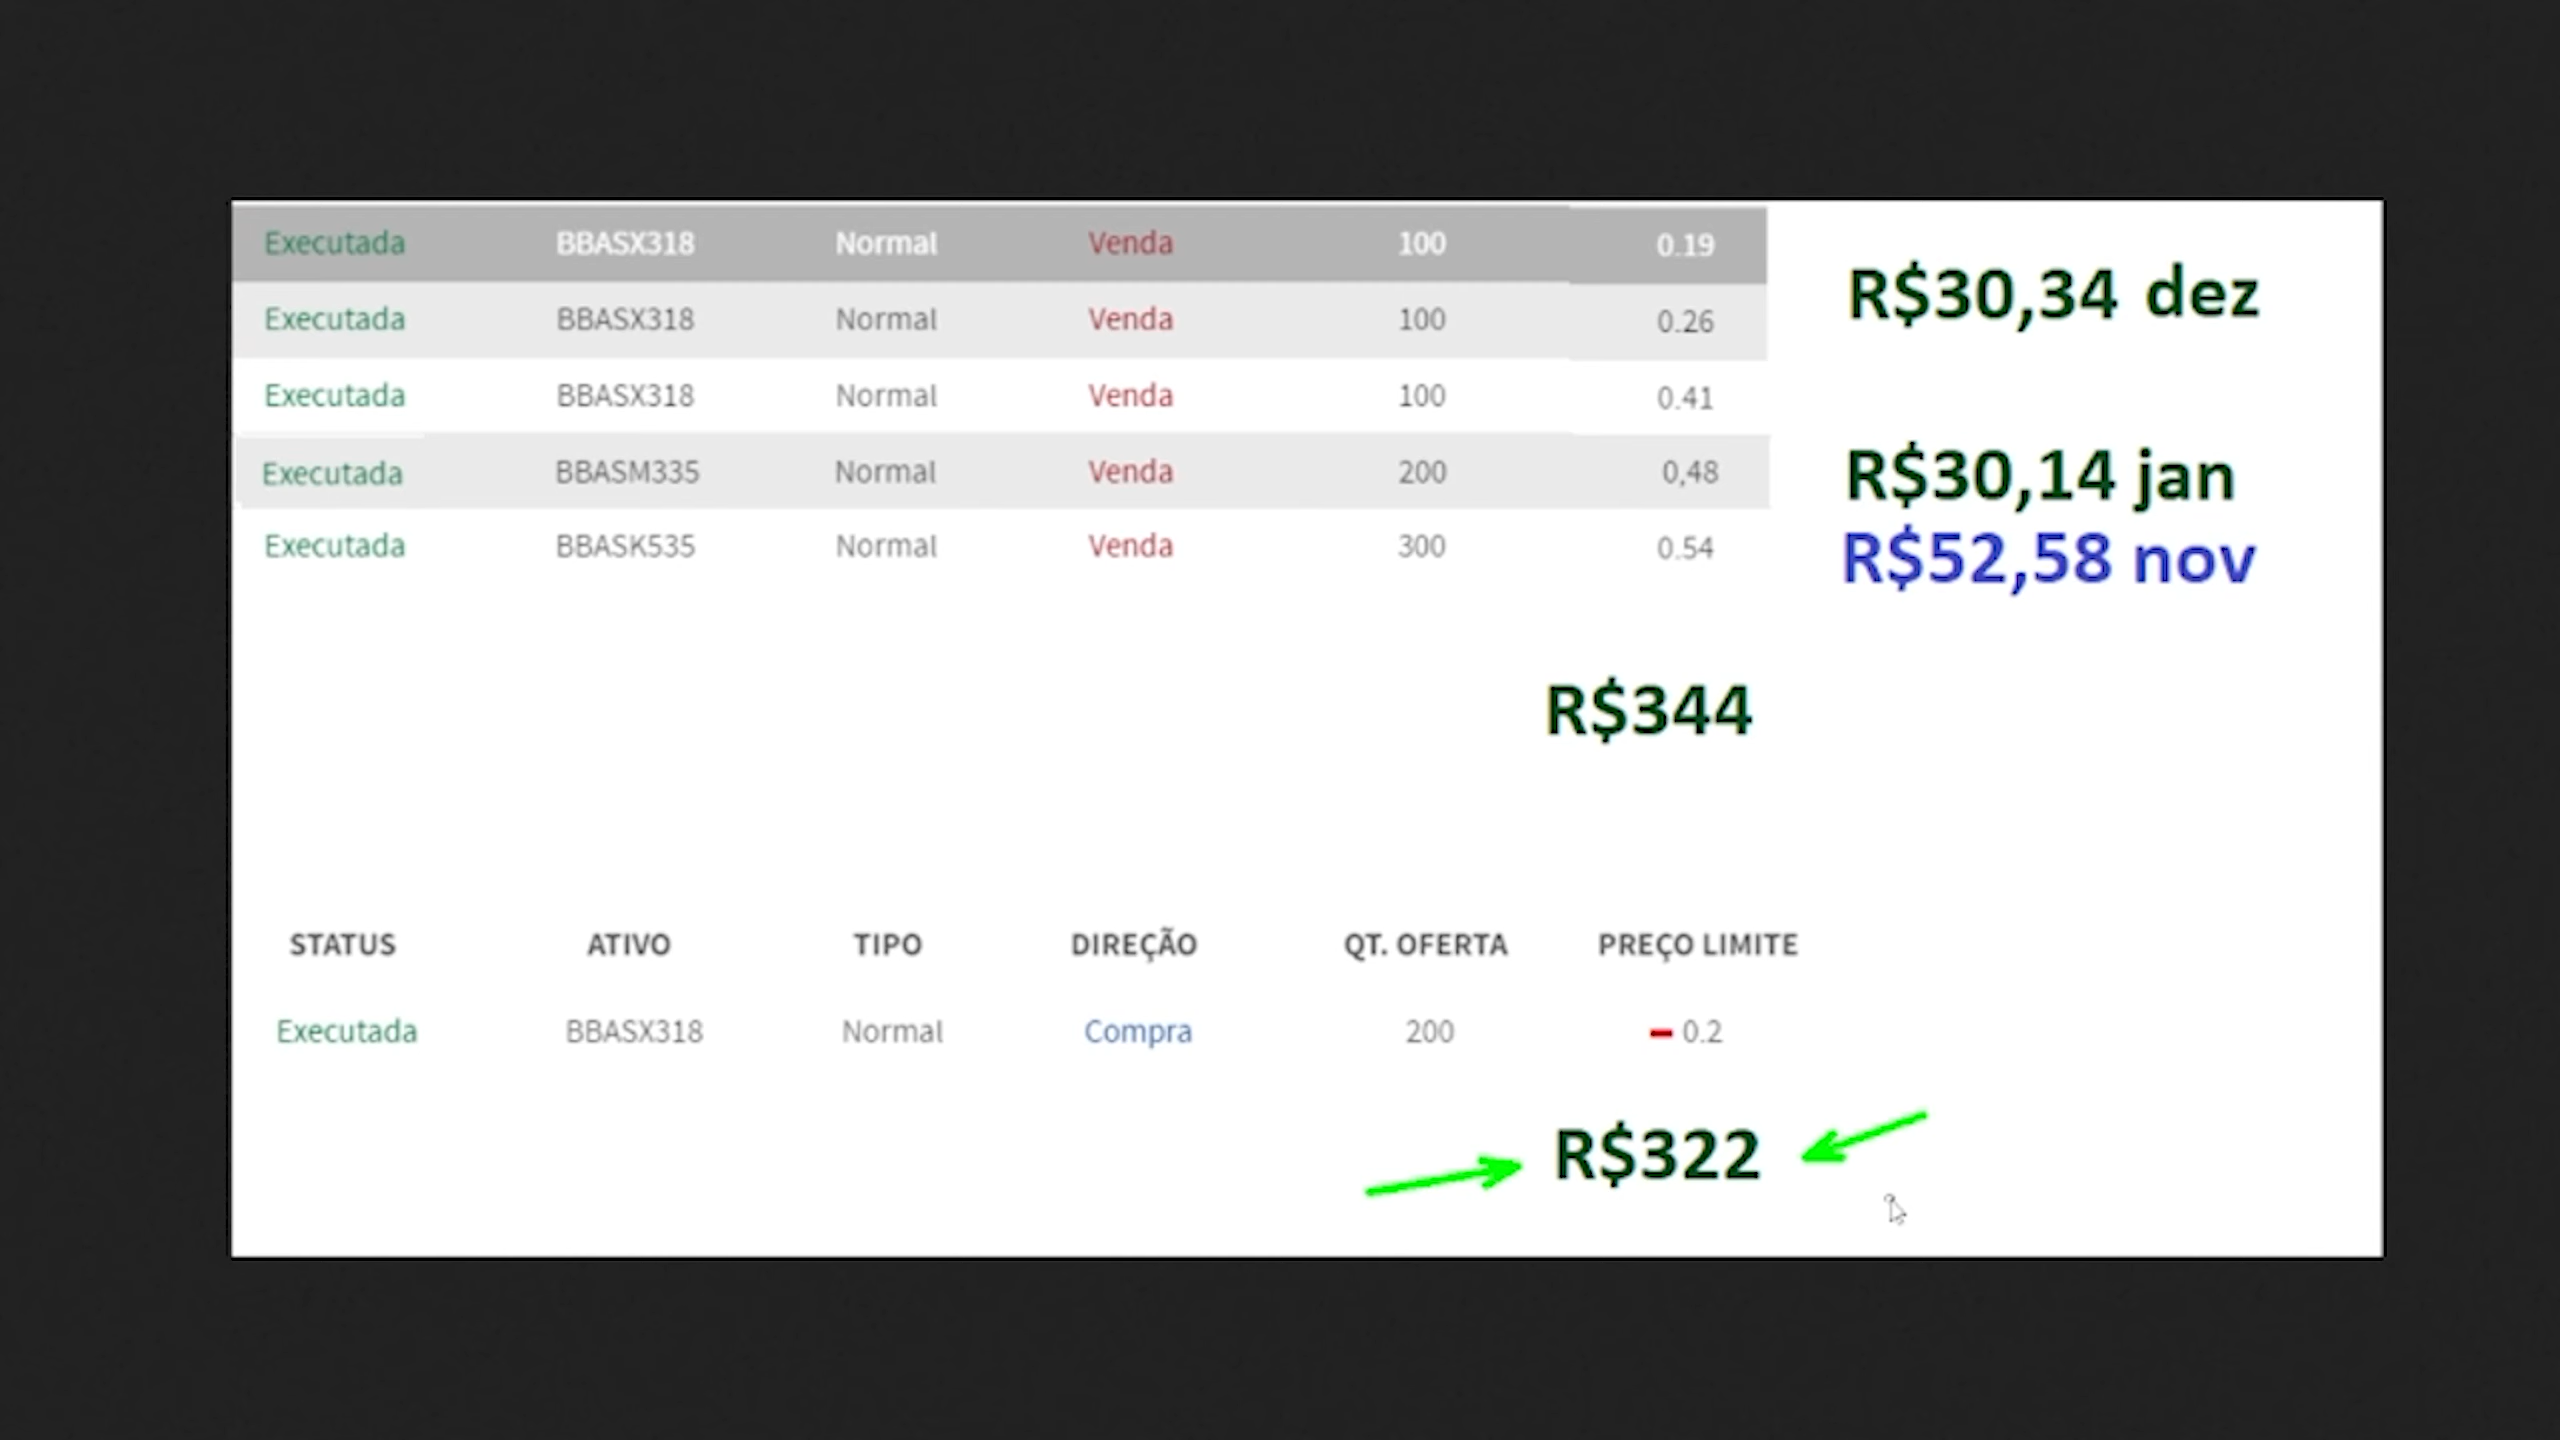 Executada BBASX318 Normal Venda 100 0.19
R$30,34 dez
Executada BBASX318 Normal Venda 100 0.26
Executada BBASX318 Normal Venda 100 0.41
Executada BBASM335 Normal Venda 200 0,48
R$30,14 jan
Executada BBASK535 Normal Venda 300 0.54
R$52,58 nov
R$344
STATUS ATIVO TIPO DIREÇÃO QT. OFERTA PREÇO LIMITE
Executada BBASX318 Normal Compra 200 - 0.2
R$322